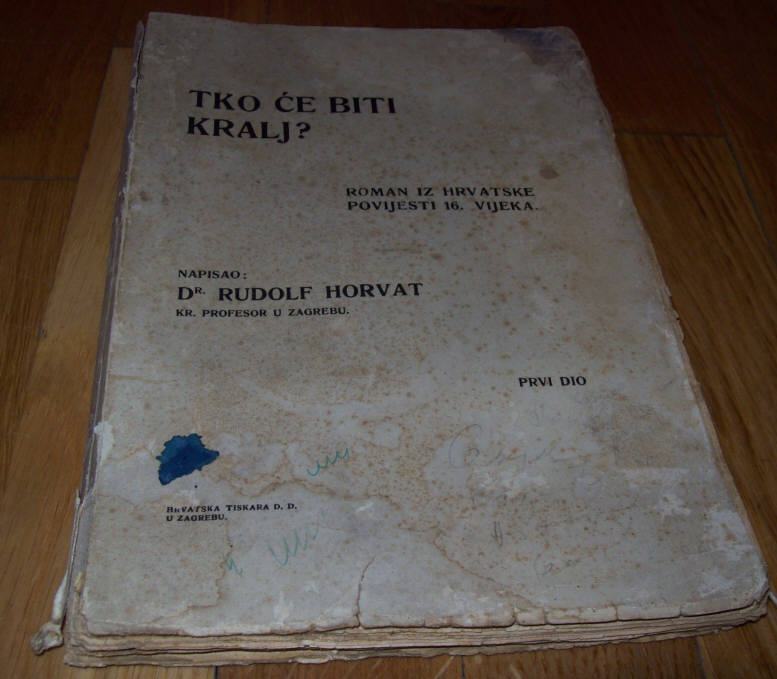 TKO ĆE BITI
KRALJ?
ROMAN IZ HRVATSKE
POVIJESTI 16. VIJEKA.
NAPISAO:
DR. RUDOLF HORVAT
KR. PROFESOR U ZAGREBU.
PRVI DIO
HRVATSKA TISKARA D. D.
U ZAGREBU.